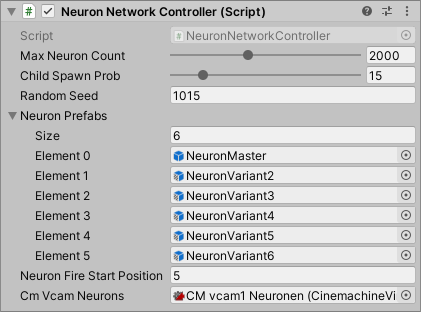 Neuron Network Controller (Script)
Script NeuronNetworkController
Max Neuron Count 2000
Child Spawn Prob 15
Random Seed 1015
Neuron Prefabs
Size 6
Element 0 NeuronMaster
Element 1 NeuronVariant2
Element 2 NeuronVariant3
Element 3 NeuronVariant4
Element 4 NeuronVariant5
Element 5 NeuronVariant6
Neuron Fire Start Position 5
Cm Vcam Neurons CM vcam1 Neuronen (CinemachineVi